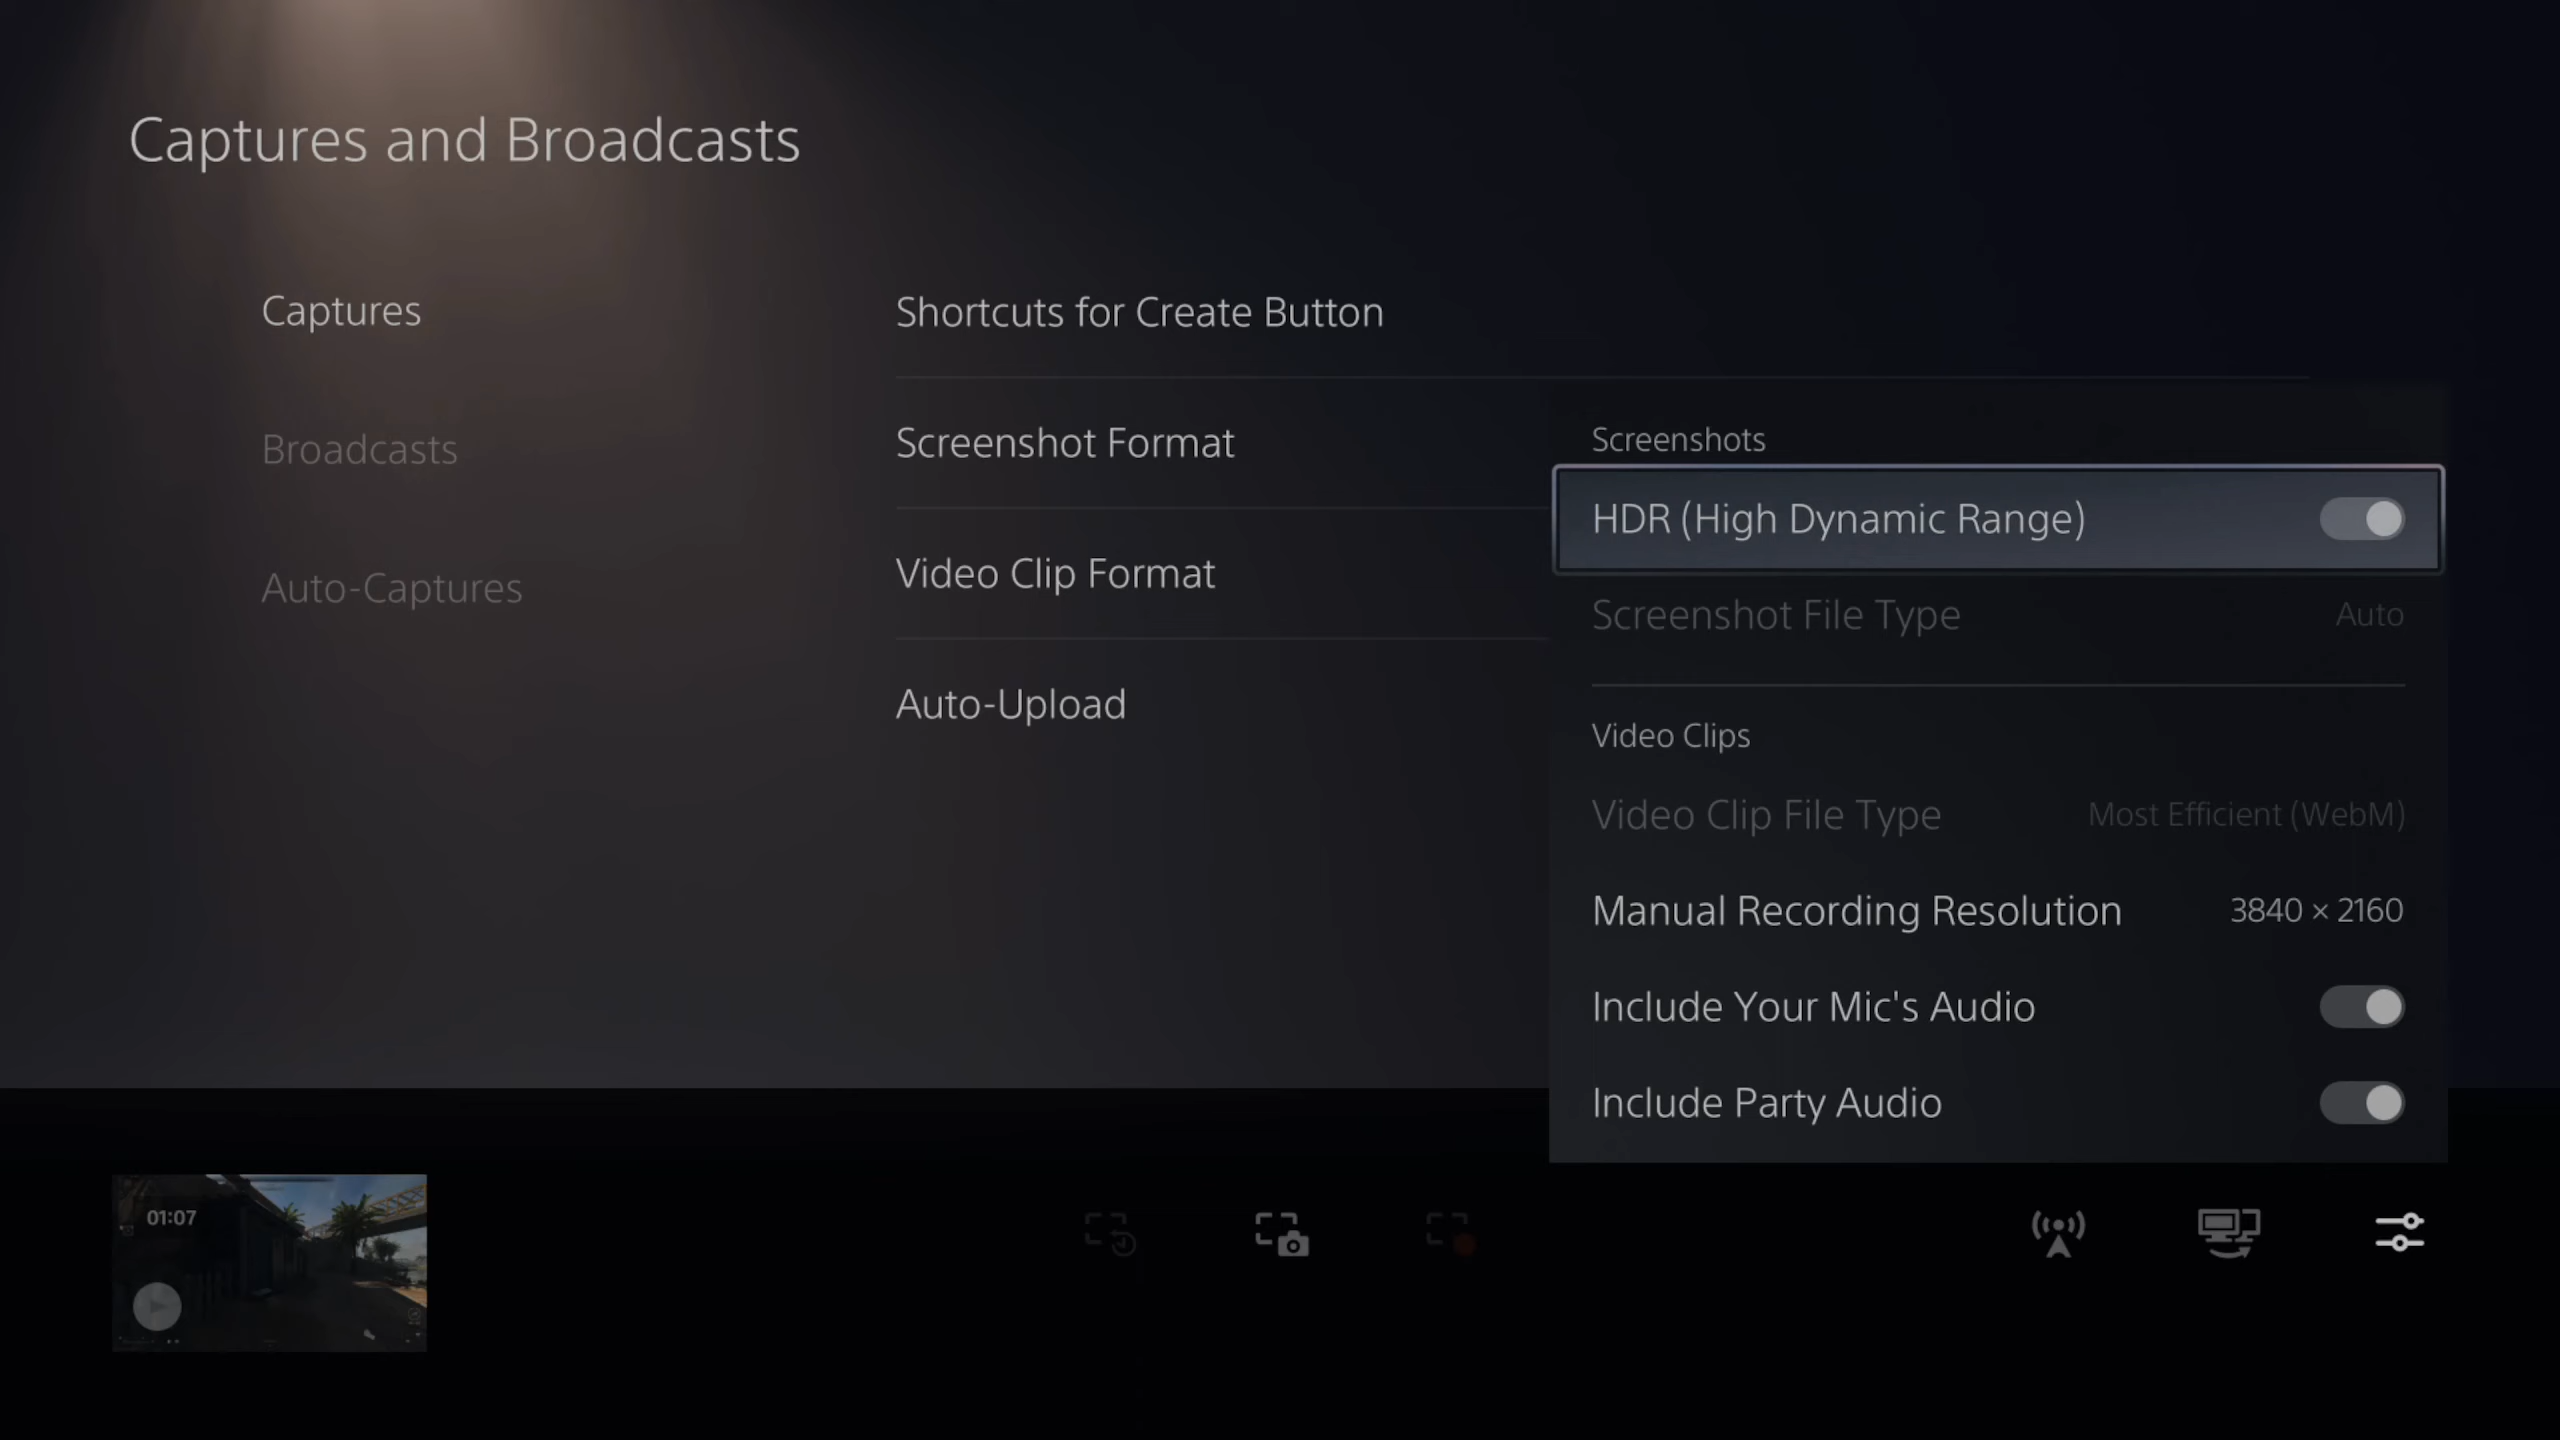 Captures and Broadcasts
Captures
Broadcasts
Auto-Captures
Shortcuts for Create Button
Screenshot Format
Video Clip Format
Auto-Upload
Screenshots
HDR (High Dynamic Range)
Screenshot File Type Auto
Video Clips
Video Clip File Type Most Efficient (WebM)
Manual Recording Resolution 3840 × 2160
Include Your Mic's Audio
Include Party Audio
01:07